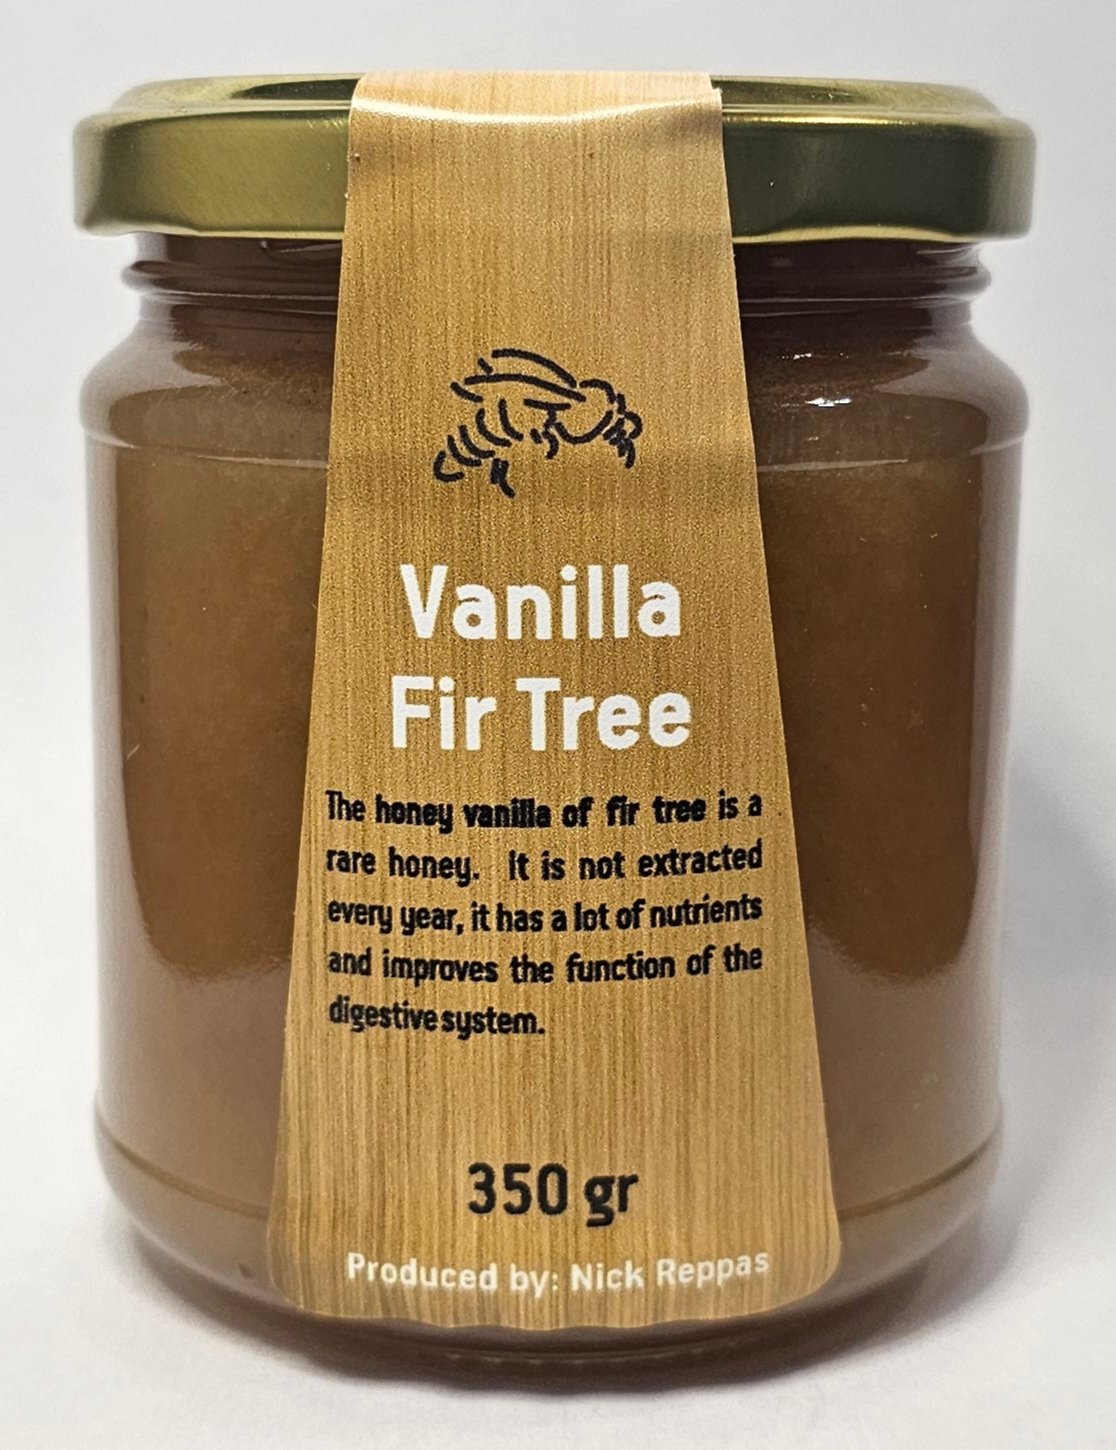 Vanilla
Fir Tree
The honey vanilla of fir tree is a
rare honey. It is not extracted
every year, it has a lot of nutrients
and improves the function of the
digestive system.
350 gr
Produced by: Nick Reppas